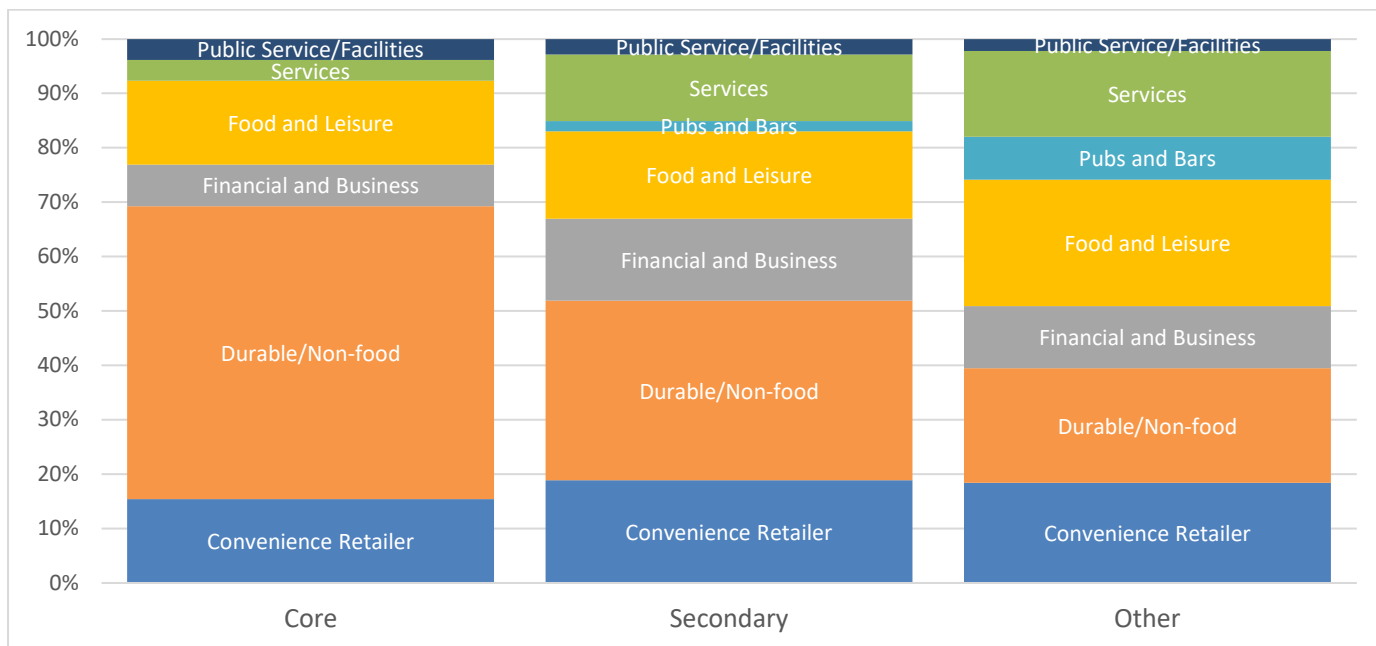 100%
90%
80%
70%
60%
50%
40%
30%
20%
10%
0%
Public Service/Facilities
Services
Food and Leisure
Financial and Business
Durable/Non-food
Convenience Retailer
Public Service/Facilities
Services
Pubs and Bars
Food and Leisure
Financial and Business
Durable/Non-food
Convenience Retailer
Public Service/Facilities
Services
Pubs and Bars
Food and Leisure
Financial and Business
Durable/Non-food
Convenience Retailer
Core
Secondary
Other